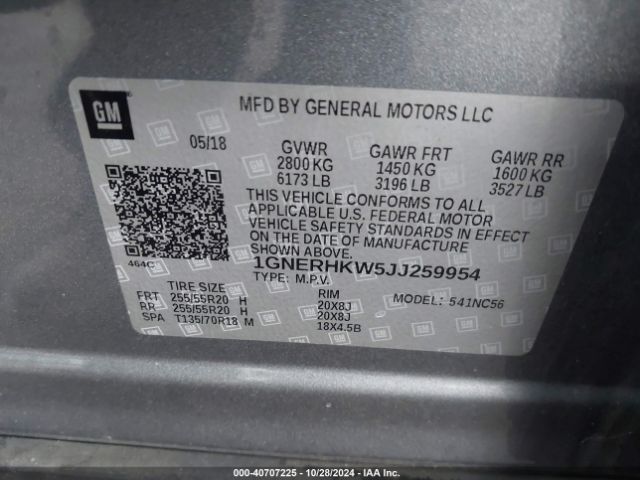 GM
MFD BY GENERAL MOTORS LLC
05/18
GVWR GAWR FRT GAWR RR
2800 KG 1450 KG 1600 KG
6173 LB 3196 LB 3527 LB
THIS VEHICLE CONFORMS TO ALL
APPLICABLE U.S. FEDERAL MOTOR
VEHICLE SAFETY STANDARDS IN
EFFECT ON THE DATE OF MANUFACTURE
SHOWN ABOVE.
464C
1GNERHKW5JJ259954
TYPE: M.P.V.
MODEL: 541NC56
TIRE SIZE RIM
FRT 255/55R20 H 20X8J
RR 255/55R20 H 20X8J
SPA T135/70R18 M 18X4.5B
000-40707225 - 10/28/2024 - IAA Inc.